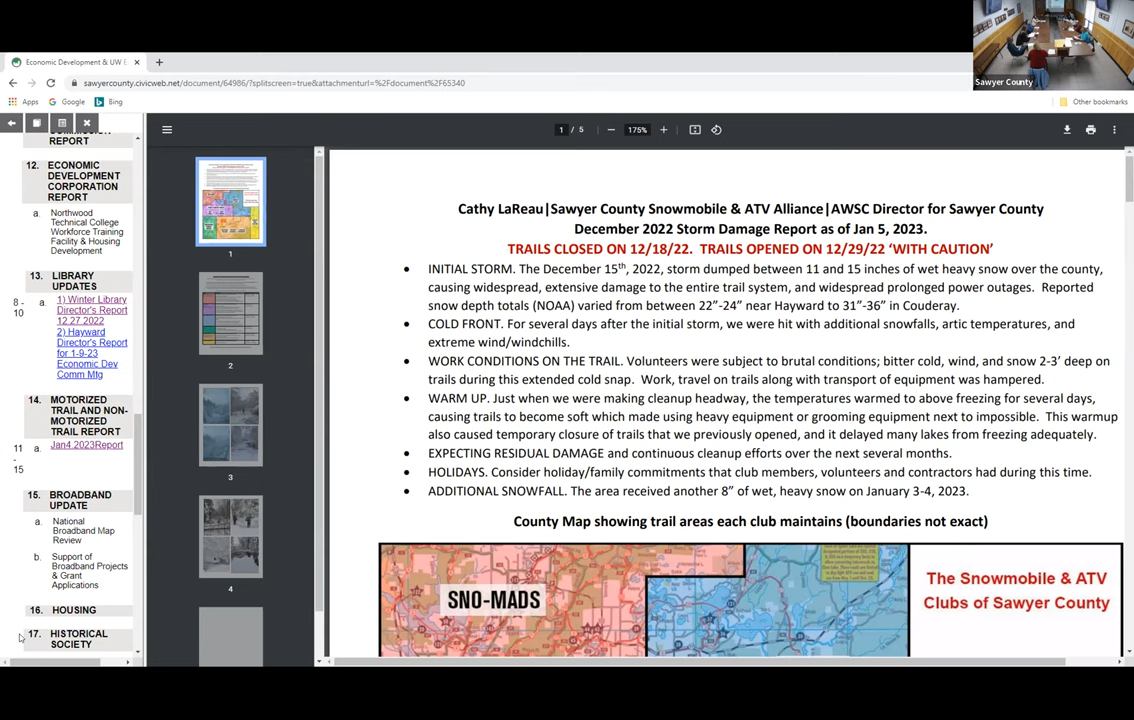 Sawyer County
Economic Development & UW E
sawyercounty.civicweb.net/document/64986/?splitscreen=true&attachmenturl=%2Fdocument%2F65340
Apps
Google
Bing
Other bookmarks
REPORT
12. ECONOMIC
DEVELOPMENT
CORPORATION
REPORT
a. Northwood
Technical College
Workforce Training
Facility & Housing
Development
13. LIBRARY
UPDATES
8 -
10
a. 1) Winter Library
Director's Report
12.27.2022
2) Hayward
Director's Report
for 1-9-23
Economic Dev
Comm Mtg
14. MOTORIZED
TRAIL AND NON-
MOTORIZED
TRAIL REPORT
11
-
15
a. Jan4 2023Report
15. BROADBAND
UPDATE
a. National
Broadband Map
Review
b. Support of
Broadband Projects
& Grant
Applications
16. HOUSING
17. HISTORICAL
SOCIETY
1 / 5
175%
1
2
3
4
Cathy LaReau|Sawyer County Snowmobile & ATV Alliance|AWSC Director for Sawyer County
December 2022 Storm Damage Report as of Jan 5, 2023.
TRAILS CLOSED ON 12/18/22. TRAILS OPENED ON 12/29/22 'WITH CAUTION'
• INITIAL STORM. The December 15th, 2022, storm dumped between 11 and 15 inches of wet heavy snow over the county,
causing widespread, extensive damage to the entire trail system, and widespread prolonged power outages. Reported
snow depth totals (NOAA) varied from between 22"-24" near Hayward to 31"-36" in Couderay.
• COLD FRONT. For several days after the initial storm, we were hit with additional snowfalls, artic temperatures, and
extreme wind/windchills.
• WORK CONDITIONS ON THE TRAIL. Volunteers were subject to brutal conditions; bitter cold, wind, and snow 2-3' deep on
trails during this extended cold snap. Work, travel on trails along with transport of equipment was hampered.
• WARM UP. Just when we were making cleanup headway, the temperatures warmed to above freezing for several days,
causing trails to become soft which made using heavy equipment or grooming equipment next to impossible. This warmup
also caused temporary closure of trails that we previously opened, and it delayed many lakes from freezing adequately.
• EXPECTING RESIDUAL DAMAGE and continuous cleanup efforts over the next several months.
• HOLIDAYS. Consider holiday/family commitments that club members, volunteers and contractors had during this time.
• ADDITIONAL SNOWFALL. The area received another 8" of wet, heavy snow on January 3-4, 2023.
County Map showing trail areas each club maintains (boundaries not exact)
SNO-MADS
The Snowmobile & ATV
Clubs of Sawyer County